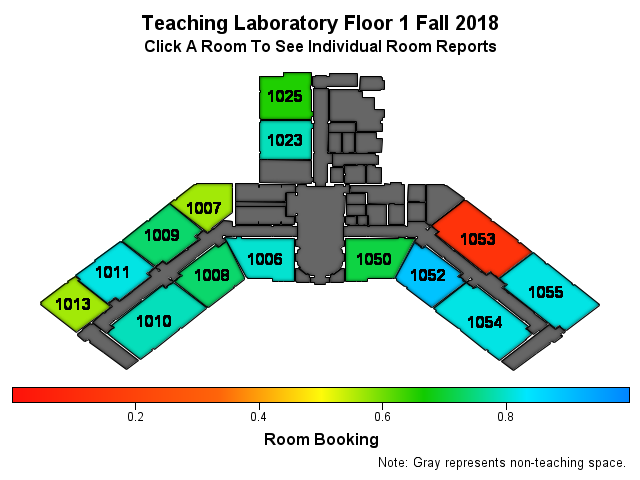 Teaching Laboratory Floor 1 Fall 2018
Click A Room To See Individual Room Reports
1025
1023
1007
1009
1011
1013
1006
1008
1010
1050
1052
1053
1055
1054
0.2 0.4 0.6 0.8
Room Booking
Note: Gray represents non-teaching space.